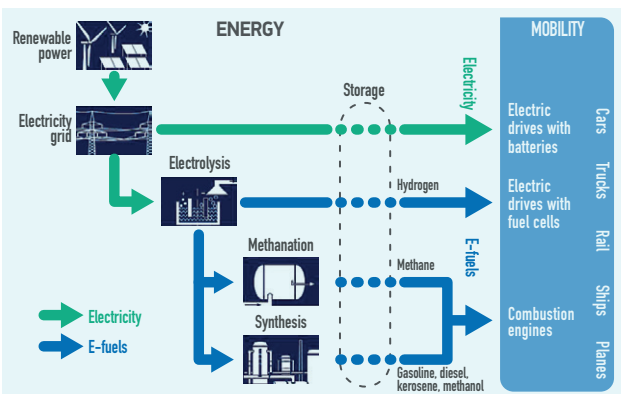 ENERGY
MOBILITY
Renewable
power
Electricity
grid
Storage
Electricity
Electric
drives with
batteries
Cars
Electrolysis
Hydrogen
Electric
drives with
fuel cells
Trucks
Methanation
Methane
E-fuels
Rail
Synthesis
Gasoline, diesel,
kerosene, methanol
Combustion
engines
Ships
Planes
Electricity
E-fuels